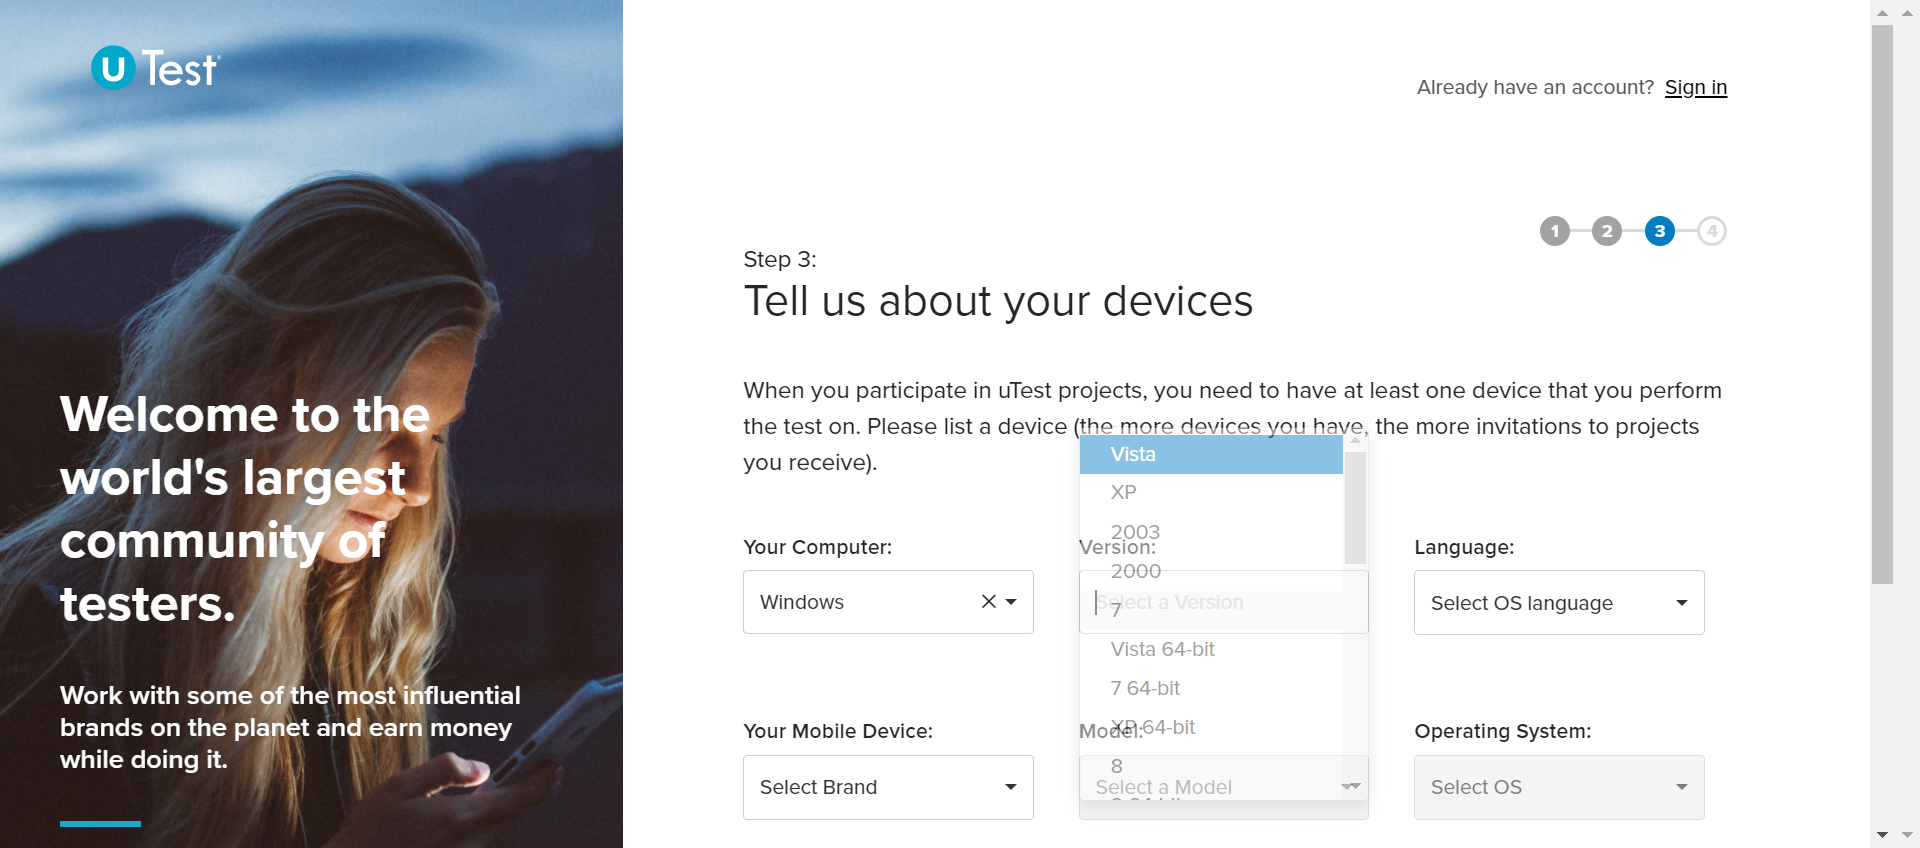 uTest
Already have an account? Sign in
1 2 3 4
Step 3:
Tell us about your devices
When you participate in uTest projects, you need to have at least one device that you perform
the test on. Please list a device (the more devices you have, the more invitations to projects
you receive).
Welcome to the
world's largest
community of
testers.
Work with some of the most influential
brands on the planet and earn money
while doing it.
Your Computer:
Windows
Version:
Select a Version
Vista
XP
2003
2000
7
Vista 64-bit
7 64-bit
XP 64-bit
8
Language:
Select OS language
Your Mobile Device:
Select Brand
Model:
Select a Model
Operating System:
Select OS